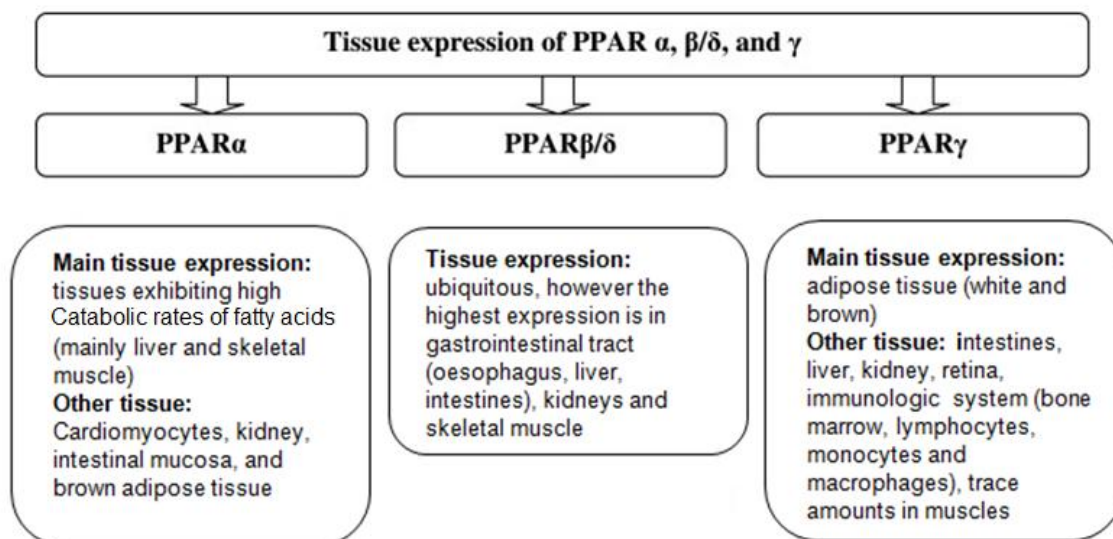 Tissue expression of PPAR α, β/δ, and γ
PPARα
PPARβ/δ
PPARγ
Main tissue expression:
tissues exhibiting high
Catabolic rates of fatty acids
(mainly liver and skeletal
muscle)
Other tissue:
Cardiomyocytes, kidney,
intestinal mucosa, and
brown adipose tissue
Tissue expression:
ubiquitous, however the
highest expression is in
gastrointestinal tract
(oesophagus, liver,
intestines), kidneys and
skeletal muscle
Main tissue expression:
adipose tissue (white and
brown)
Other tissue: intestines,
liver, kidney, retina,
immunologic system (bone
marrow, lymphocytes,
monocytes and
macrophages), trace
amounts in muscles